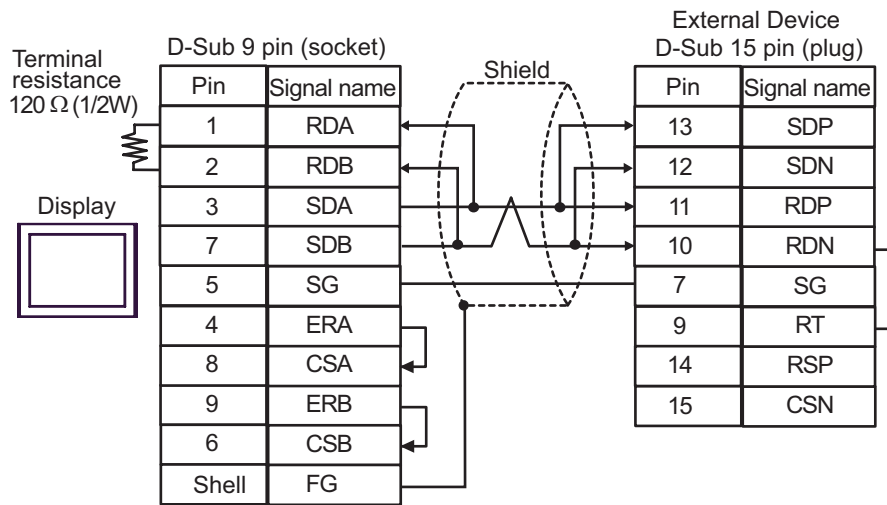 External Device
D-Sub 9 pin (socket)
D-Sub 15 pin (plug)
Terminal
resistance
120 Ω (1/2W)
Shield
Display
Pin Signal name
1 RDA
2 RDB
3 SDA
7 SDB
5 SG
4 ERA
8 CSA
9 ERB
6 CSB
Shell FG
Pin Signal name
13 SDP
12 SDN
11 RDP
10 RDN
7 SG
9 RT
14 RSP
15 CSN